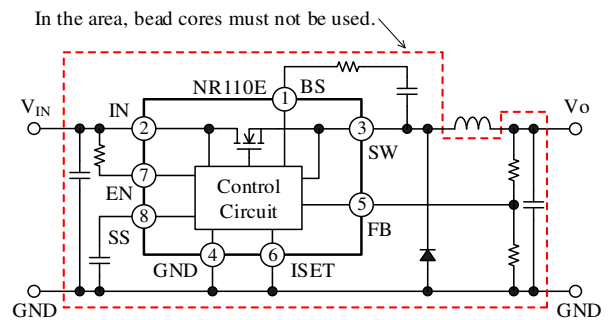 In the area, bead cores must not be used.
NR110E
BS
1
VIN
IN
2
3
SW
Vo
EN
7
Control
Circuit
5
FB
SS
8
GND
4
6
ISET
GND
GND